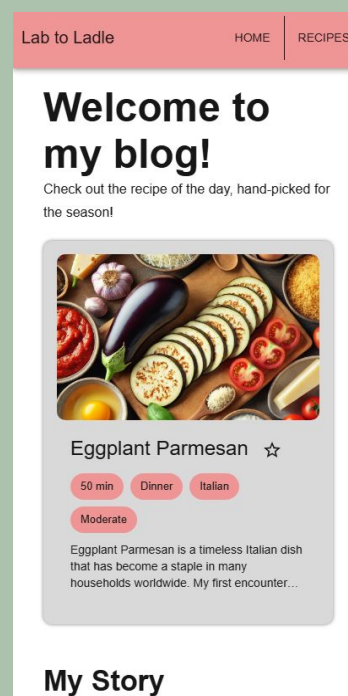 Lab to Ladle HOME RECIPES
Welcome to
my blog!
Check out the recipe of the day, hand-picked for
the season!
Eggplant Parmesan
50 min Dinner Italian
Moderate
Eggplant Parmesan is a timeless Italian dish
that has become a staple in many
households worldwide. My first encounter…
My Story